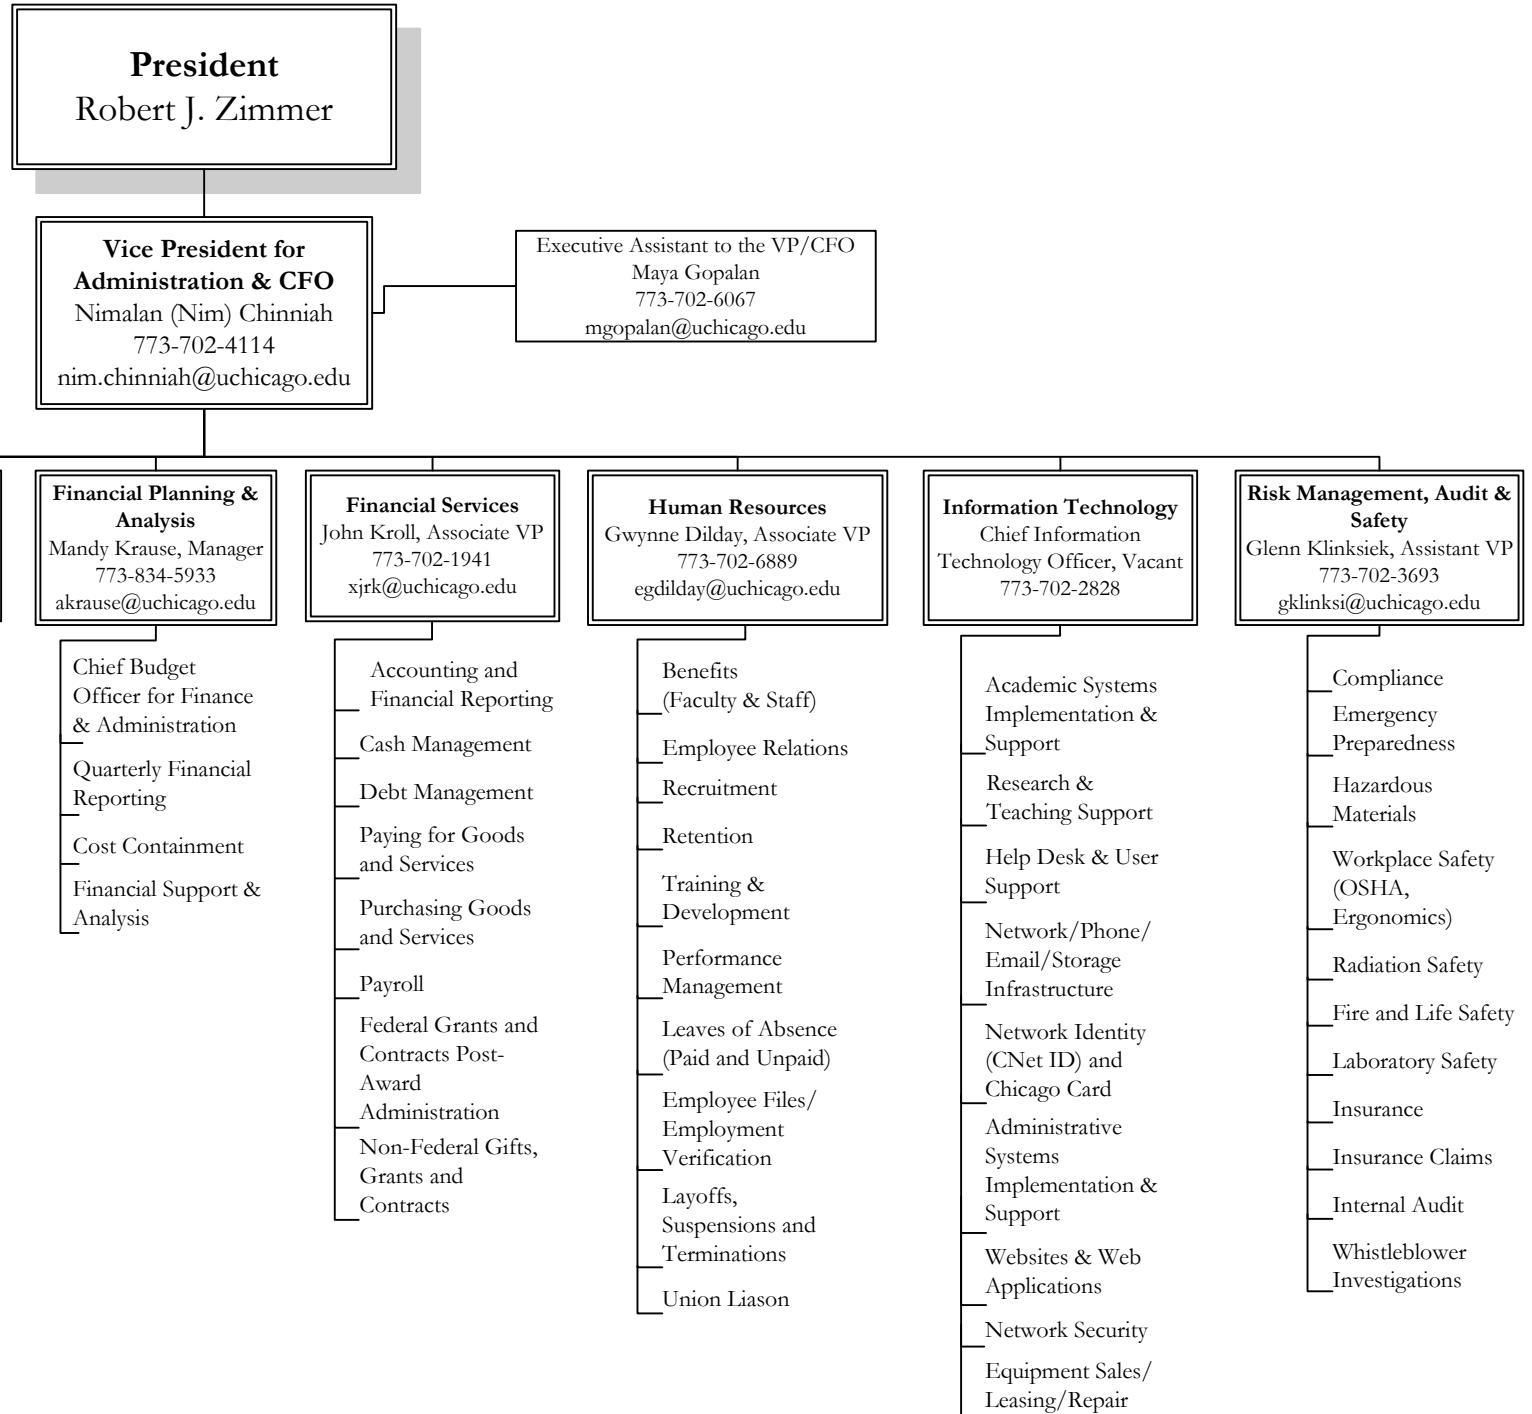 President
Robert J. Zimmer
Vice President for
Administration & CFO
Nimalan (Nim) Chinniah
773-702-4114
nim.chinniah@uchicago.edu
Executive Assistant to the VP/CFO
Maya Gopalan
773-702-6067
mgopalan@uchicago.edu
Financial Planning &
Analysis
Mandy Krause, Manager
773-834-5933
akrause@uchicago.edu
Chief Budget
Officer for Finance
& Administration
Quarterly Financial
Reporting
Cost Containment
Financial Support &
Analysis
Financial Services
John Kroll, Associate VP
773-702-1941
xjrk@uchicago.edu
Accounting and
Financial Reporting
Cash Management
Debt Management
Paying for Goods
and Services
Purchasing Goods
and Services
Payroll
Federal Grants and
Contracts Post-
Award
Administration
Non-Federal Gifts,
Grants and
Contracts
Human Resources
Gwynne Dilday, Associate VP
773-702-6889
egdilday@uchicago.edu
Benefits
(Faculty & Staff)
Employee Relations
Recruitment
Retention
Training &
Development
Performance
Management
Leaves of Absence
(Paid and Unpaid)
Employee Files/
Employment
Verification
Layoffs,
Suspensions and
Terminations
Union Liason
Information Technology
Chief Information
Technology Officer, Vacant
773-702-2828
Academic Systems
Implementation &
Support
Research &
Teaching Support
Help Desk & User
Support
Network/Phone/
Email/Storage
Infrastructure
Network Identity
(CNet ID) and
Chicago Card
Administrative
Systems
Implementation &
Support
Websites & Web
Applications
Network Security
Equipment Sales/
Leasing/Repair
Risk Management, Audit &
Safety
Glenn Klinksiek, Assistant VP
773-702-3693
gklinksi@uchicago.edu
Compliance
Emergency
Preparedness
Hazardous
Materials
Workplace Safety
(OSHA,
Ergonomics)
Radiation Safety
Fire and Life Safety
Laboratory Safety
Insurance
Insurance Claims
Internal Audit
Whistleblower
Investigations